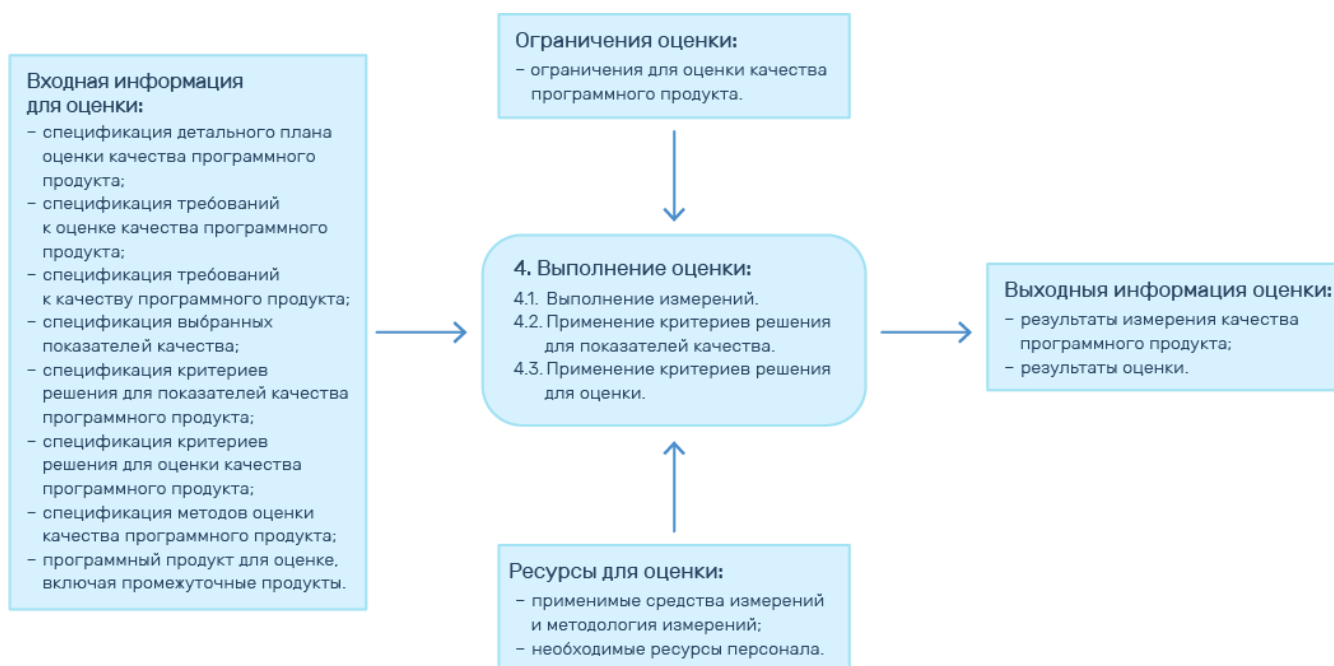 Ограничения оценки:
– ограничения для оценки качества
программного продукта.
Входная информация
для оценки:
– спецификация детального плана
оценки качества программного
продукта;
– спецификация требований
к оценке качества программного
продукта;
– спецификация требований
к качеству программного продукта;
– спецификация выбранных
показателей качества;
– спецификация критериев
решения для показателей качества
программного продукта;
– спецификация критериев
решения для оценки качества
программного продукта;
– спецификация методов оценки
качества программного продукта;
– программный продукт для оценке,
включая промежуточные продукты.
4. Выполнение оценки:
4.1. Выполнение измерений.
4.2. Применение критериев решения
для показателей качества.
4.3. Применение критериев решения
для оценки.
Выходныя информация оценки:
– результаты измерения качества
программного продукта;
– результаты оценки.
Ресурсы для оценки:
– применимые средства измерений
и методология измерений;
– необходимые ресурсы персонала.